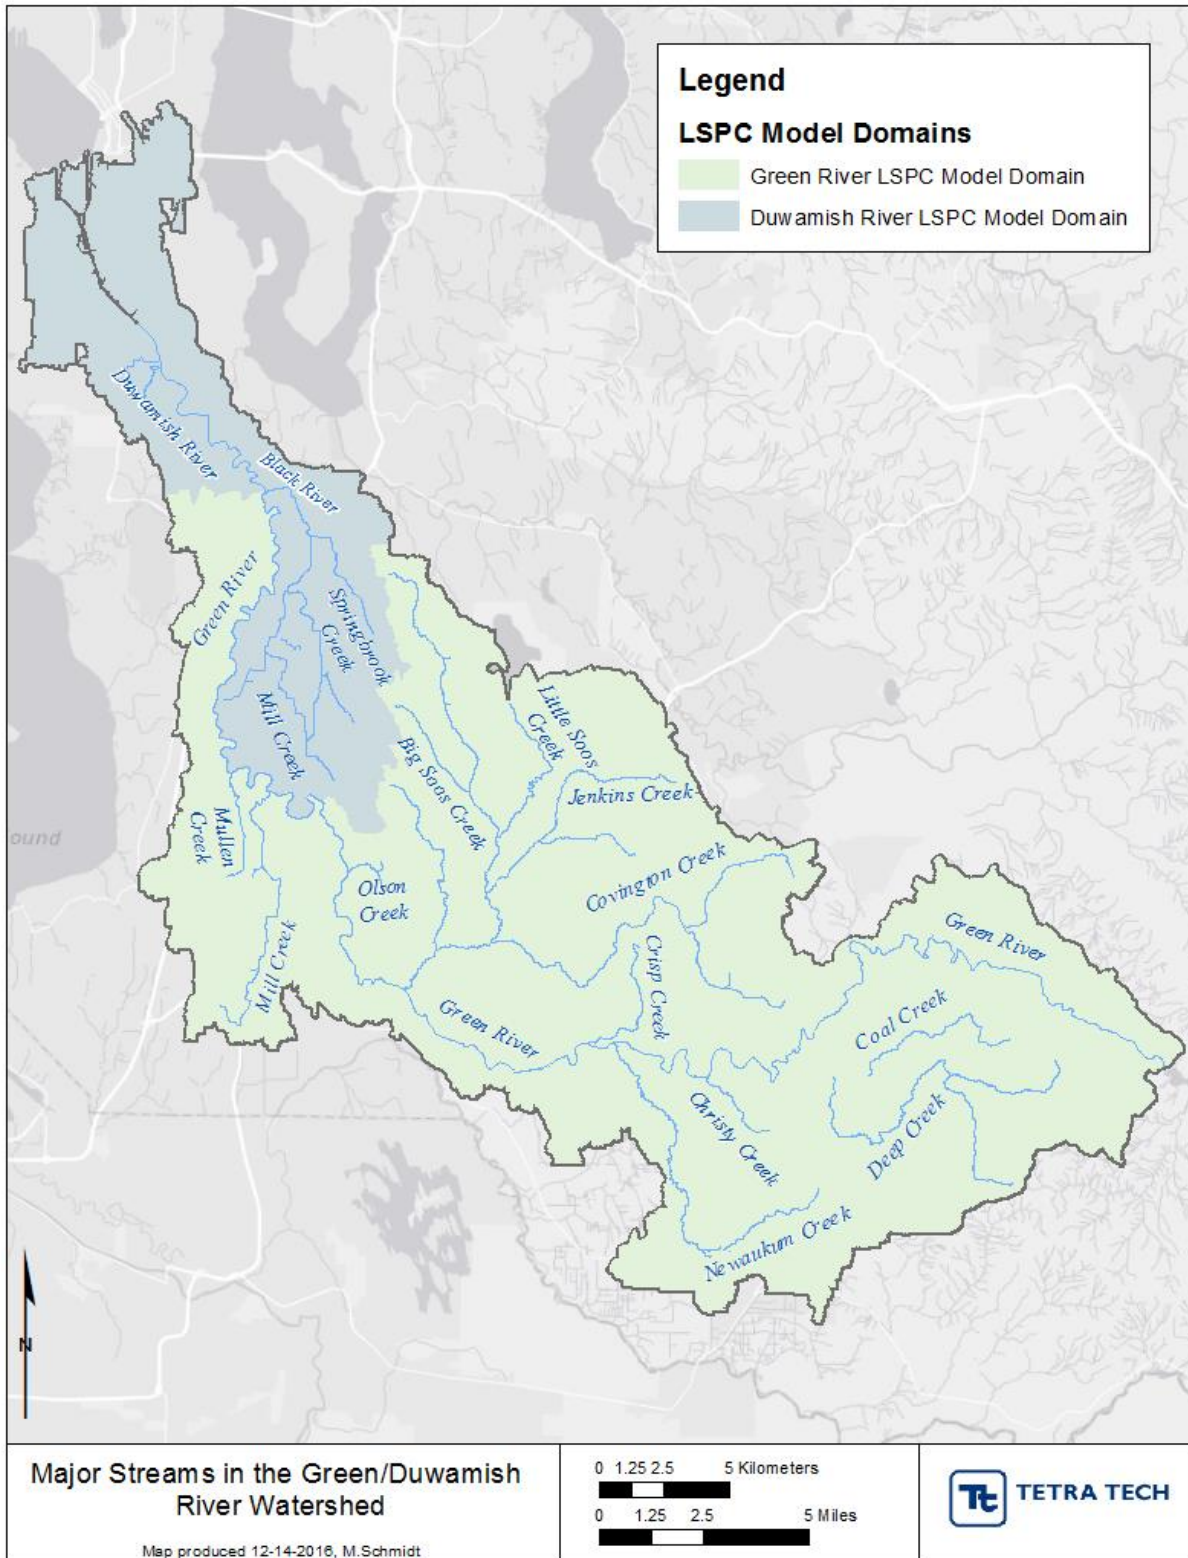 Legend
LSPC Model Domains
Green River LSPC Model Domain
Duwamish River LSPC Model Domain
Duwamish River
Black River
Green River
Springbrook
Creek
Mill Creek
Little Soos
Creek
Big Soos Creek
Jenkins Creek
Mullen
Creek
ound
Olson
Creek
Covington Creek
Mill Creek
Crisp Creek
Green River
Green River
Coal Creek
Christy Creek
Deep Creek
Newaukum Creek
N
Major Streams in the Green/Duwamish
River Watershed
Map produced 12-14-2016, M.Schmidt
0 1.25 2.5 5 Kilometers
0 1.25 2.5 5 Miles
Tt
TETRA TECH